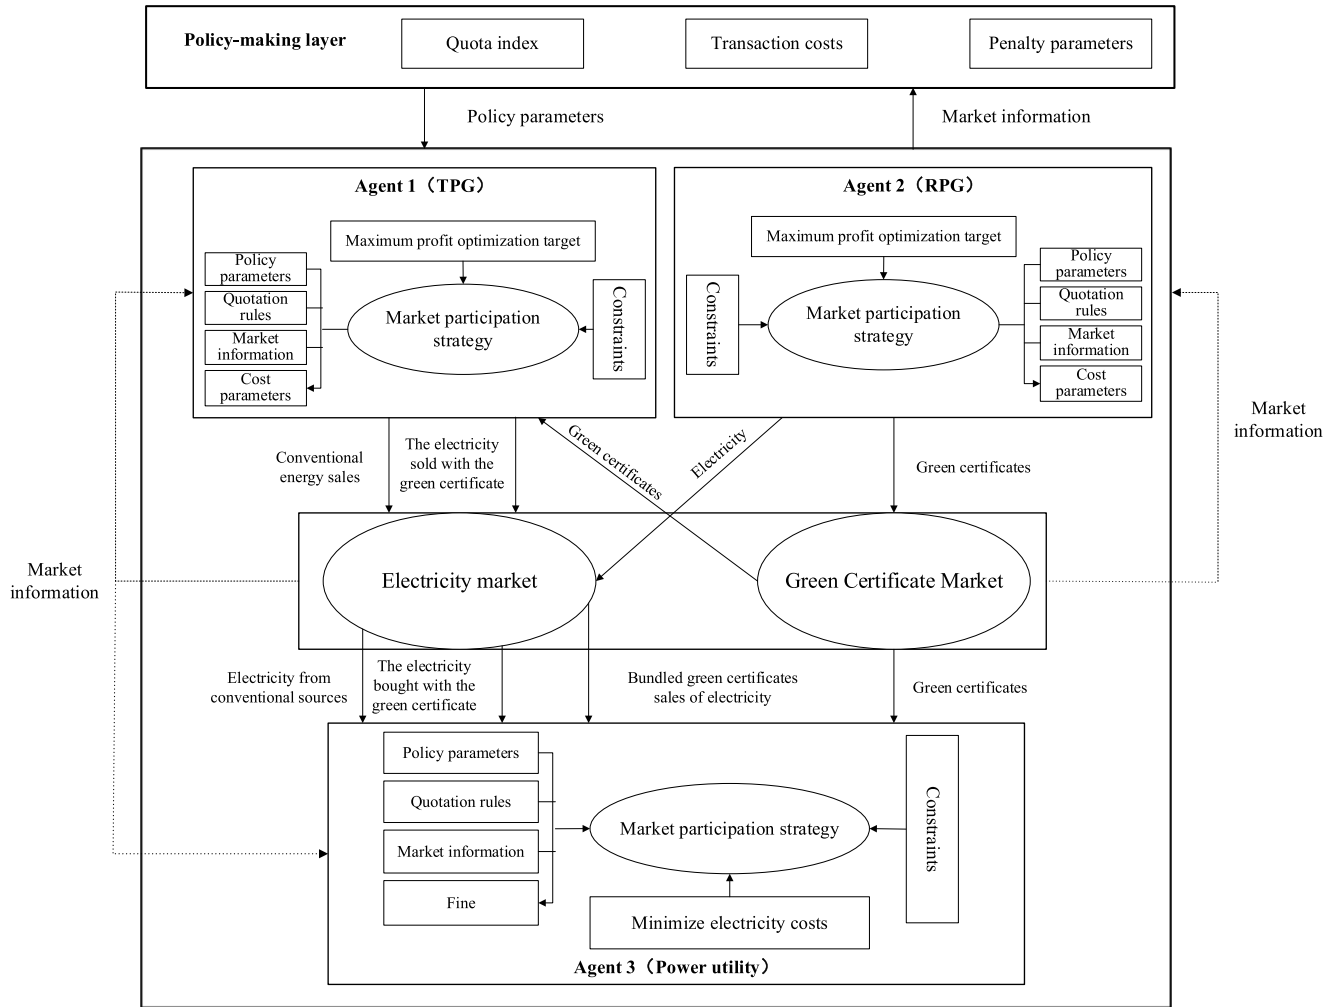 Policy-making layer
Quota index
Transaction costs
Penalty parameters
Policy parameters
Market information
Agent 1（TPG）
Maximum profit optimization target
Policy
parameters
Quotation
rules
Market
information
Cost
parameters
Market participation
strategy
Constraints
Agent 2（RPG）
Maximum profit optimization target
Constraints
Market participation
strategy
Policy
parameters
Quotation
rules
Market
information
Cost
parameters
Conventional
energy sales
The electricity
sold with the
green certificate
Green certificates
Electricity
Green certificates
Market
information
Electricity market
Green Certificate Market
Market
information
Electricity from
conventional sources
The electricity
bought with the
green certificate
Bundled green certificates
sales of electricity
Green certificates
Policy parameters
Quotation rules
Market information
Fine
Market participation strategy
Constraints
Minimize electricity costs
Agent 3（Power utility）